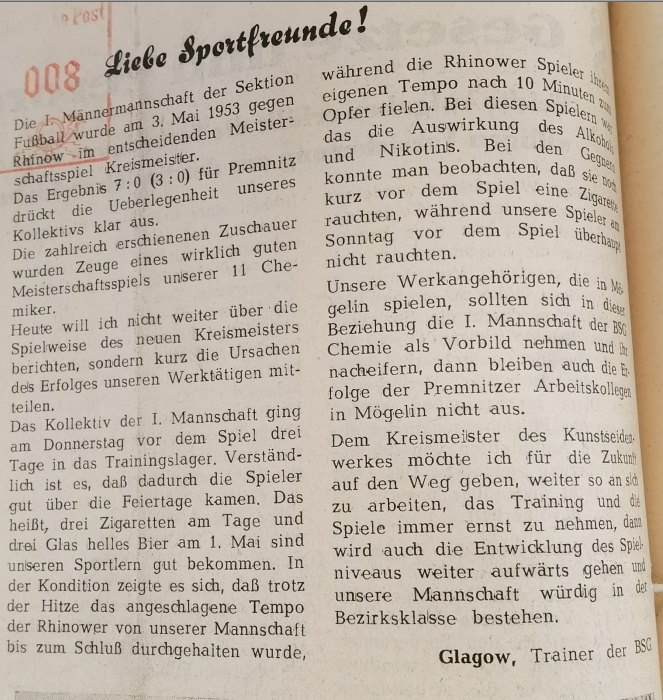 Post
008
Liebe Sportfreunde!
Die I. Männermannschaft der Sektion
Fußball wurde am 3. Mai 1953 gegen
Rhinow im entscheidenden Meister-
schaftsspiel Kreismeister.
Das Ergebnis 7:0 (3:0) für Premnitz
drückt die Ueberlegenheit unseres
Kollektivs klar aus.
Die zahlreich erschienenen Zuschauer
wurden Zeuge eines wirklich guten
Meisterschaftsspiels unserer 11 Che-
miker.
Heute will ich nicht weiter über die
Spielweise des neuen Kreismeisters
berichten, sondern kurz die Ursachen
des Erfolges unseren Werktätigen mit-
teilen.
Das Kollektiv der I. Mannschaft ging
am Donnerstag vor dem Spiel drei
Tage in das Trainingslager. Verständ-
lich ist es, daß dadurch die Spieler
gut über die Feiertage kamen. Das
heißt, drei Zigaretten am Tage und
drei Glas helles Bier am 1. Mai sind
unseren Sportlern gut bekommen. In
der Kondition zeigte es sich, daß trotz
der Hitze das angeschlagene Tempo
der Rhinower von unserer Mannschaft
bis zum Schluß durchgehalten wurde,
während die Rhinower Spieler ihrem
eigenen Tempo nach 10 Minuten zum
Opfer fielen. Bei diesen Spielern war
das die Auswirkung des Alkohols
und Nikotins. Bei den Gegnern
konnte man beobachten, daß sie noch
kurz vor dem Spiel eine Zigarette
rauchten, während unsere Spieler am
Sonntag vor dem Spiel überhaupt
nicht rauchten.
Unsere Werkangehörigen, die in Mö-
gelin spielen, sollten sich in dieser
Beziehung die I. Mannschaft der BSG
Chemie als Vorbild nehmen und ihr
nacheifern, dann bleiben auch die Er-
folge der Premnitzer Arbeitskollegen
in Mögelin nicht aus.
Dem Kreismeister des Kunstseiden-
werkes möchte ich für die Zukunft
auf den Weg geben, weiter so an sich
zu arbeiten, das Training und die
Spiele immer ernst zu nehmen, dann
wird auch die Entwicklung des Spiel-
niveaus weiter aufwärts gehen und
unsere Mannschaft würdig in der
Bezirksklasse bestehen.
Glagow, Trainer der BSG